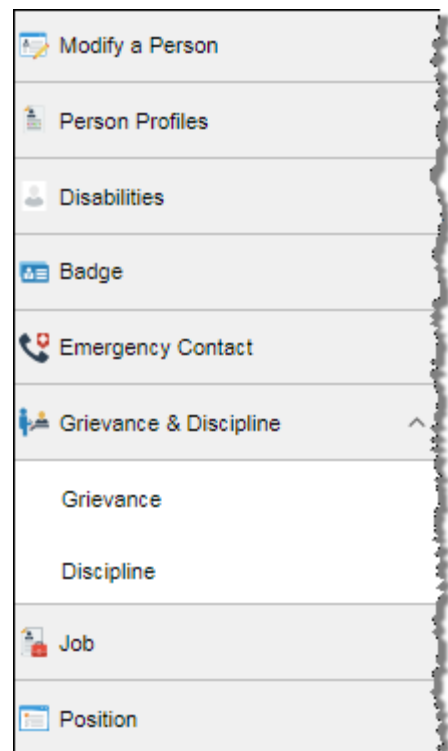 Modify a Person
Person Profiles
Disabilities
Badge
Emergency Contact
Grievance & Discipline
Grievance
Discipline
Job
Position